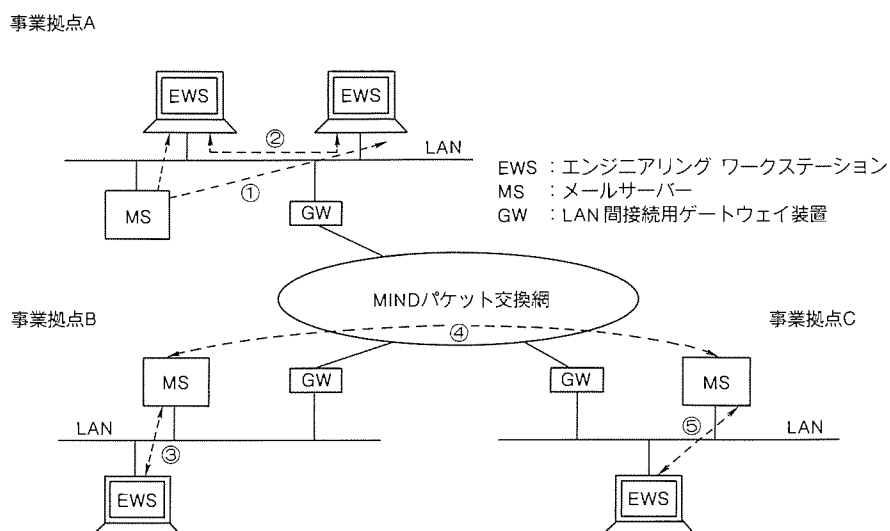 事業拠点A
EWS
EWS
②
LAN
①
MS
GW
EWS：エンジニアリング ワークステーション
MS：メールサーバー
GW：LAN間接続用ゲートウェイ装置
MINDパケット交換網
事業拠点B
事業拠点C
④
MS
GW
GW
MS
LAN
③
⑤
LAN
EWS
EWS